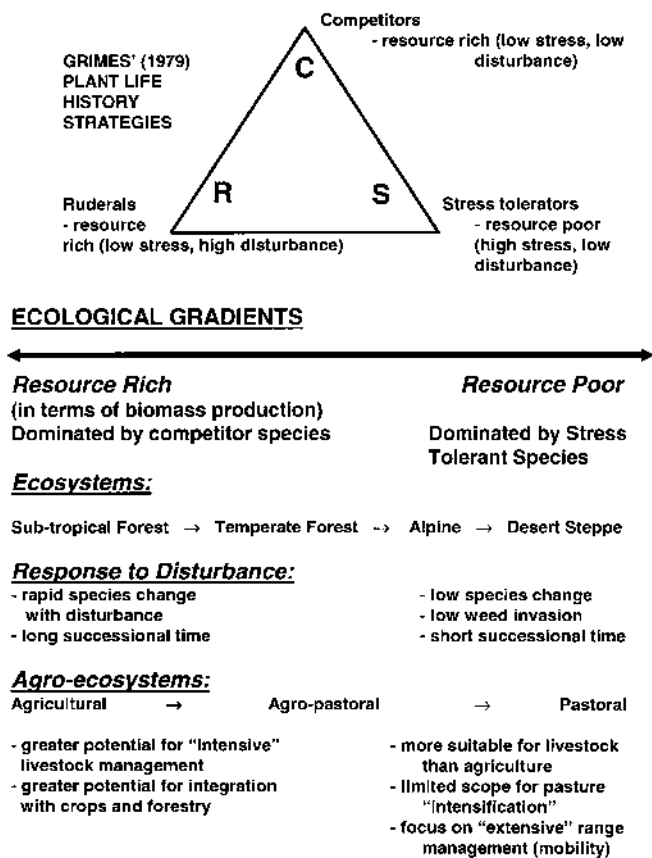 Competitors
- resource rich (low stress, low
disturbance)
GRIMES' (1979)
PLANT LIFE
HISTORY
STRATEGIES
C
R
S
Ruderals
- resource
rich (low stress, high disturbance)
Stress tolerators
- resource poor
(high stress, low
disturbance)
ECOLOGICAL GRADIENTS
Resource Rich
(in terms of biomass production)
Dominated by competitor species
Resource Poor
Dominated by Stress
Tolerant Species
Ecosystems:
Sub-tropical Forest → Temperate Forest → Alpine → Desert Steppe
Response to Disturbance:
- rapid species change
with disturbance
- long successional time
- low species change
- low weed invasion
- short successional time
Agro-ecosystems:
Agricultural → Agro-pastoral → Pastoral
- greater potential for "intensive"
livestock management
- greater potential for integration
with crops and forestry
- more suitable for livestock
than agriculture
- limited scope for pasture
"intensification"
- focus on "extensive" range
management (mobility)